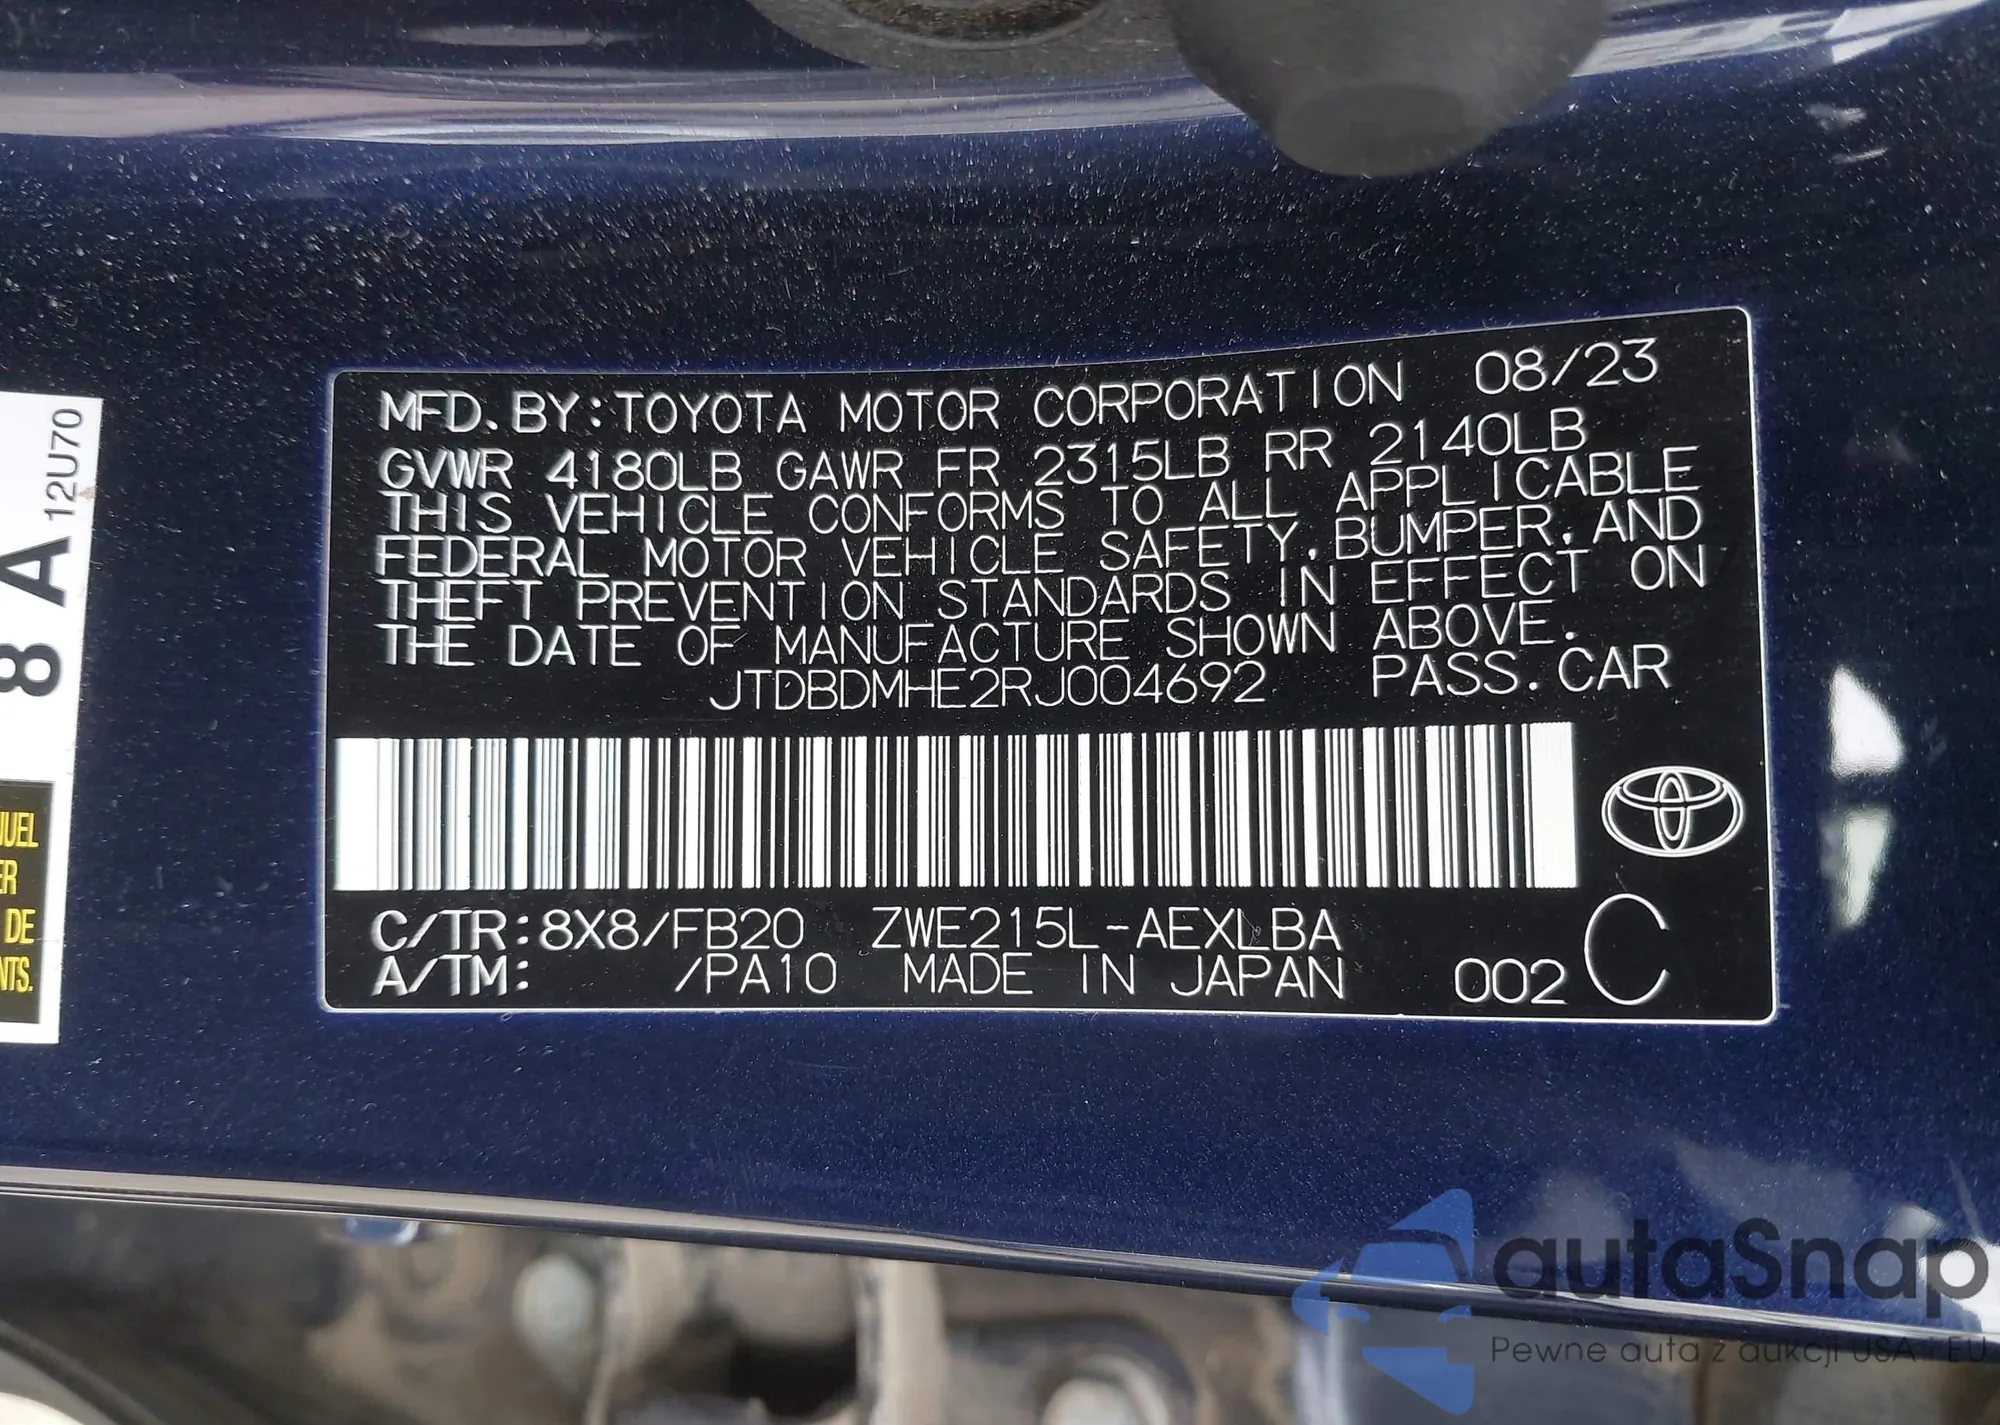 MFD. BY: TOYOTA MOTOR CORPORATION 08/23
GVWR 4180LB GAWR FR 2315LB RR 2140LB
THIS VEHICLE CONFORMS TO ALL APPLICABLE
FEDERAL MOTOR VEHICLE SAFETY, BUMPER, AND
THEFT PREVENTION STANDARDS IN EFFECT ON
THE DATE OF MANUFACTURE SHOWN ABOVE.
JTDBDMHE2RJ004692 PASS. CAR
C/TR: 8X8/FB20 ZWE215L-AEXLBA
A/TM: /PA10 MADE IN JAPAN 002 C
8 A 12U70
DE
autaSnap
Pewne auta z aukcji USA i EU